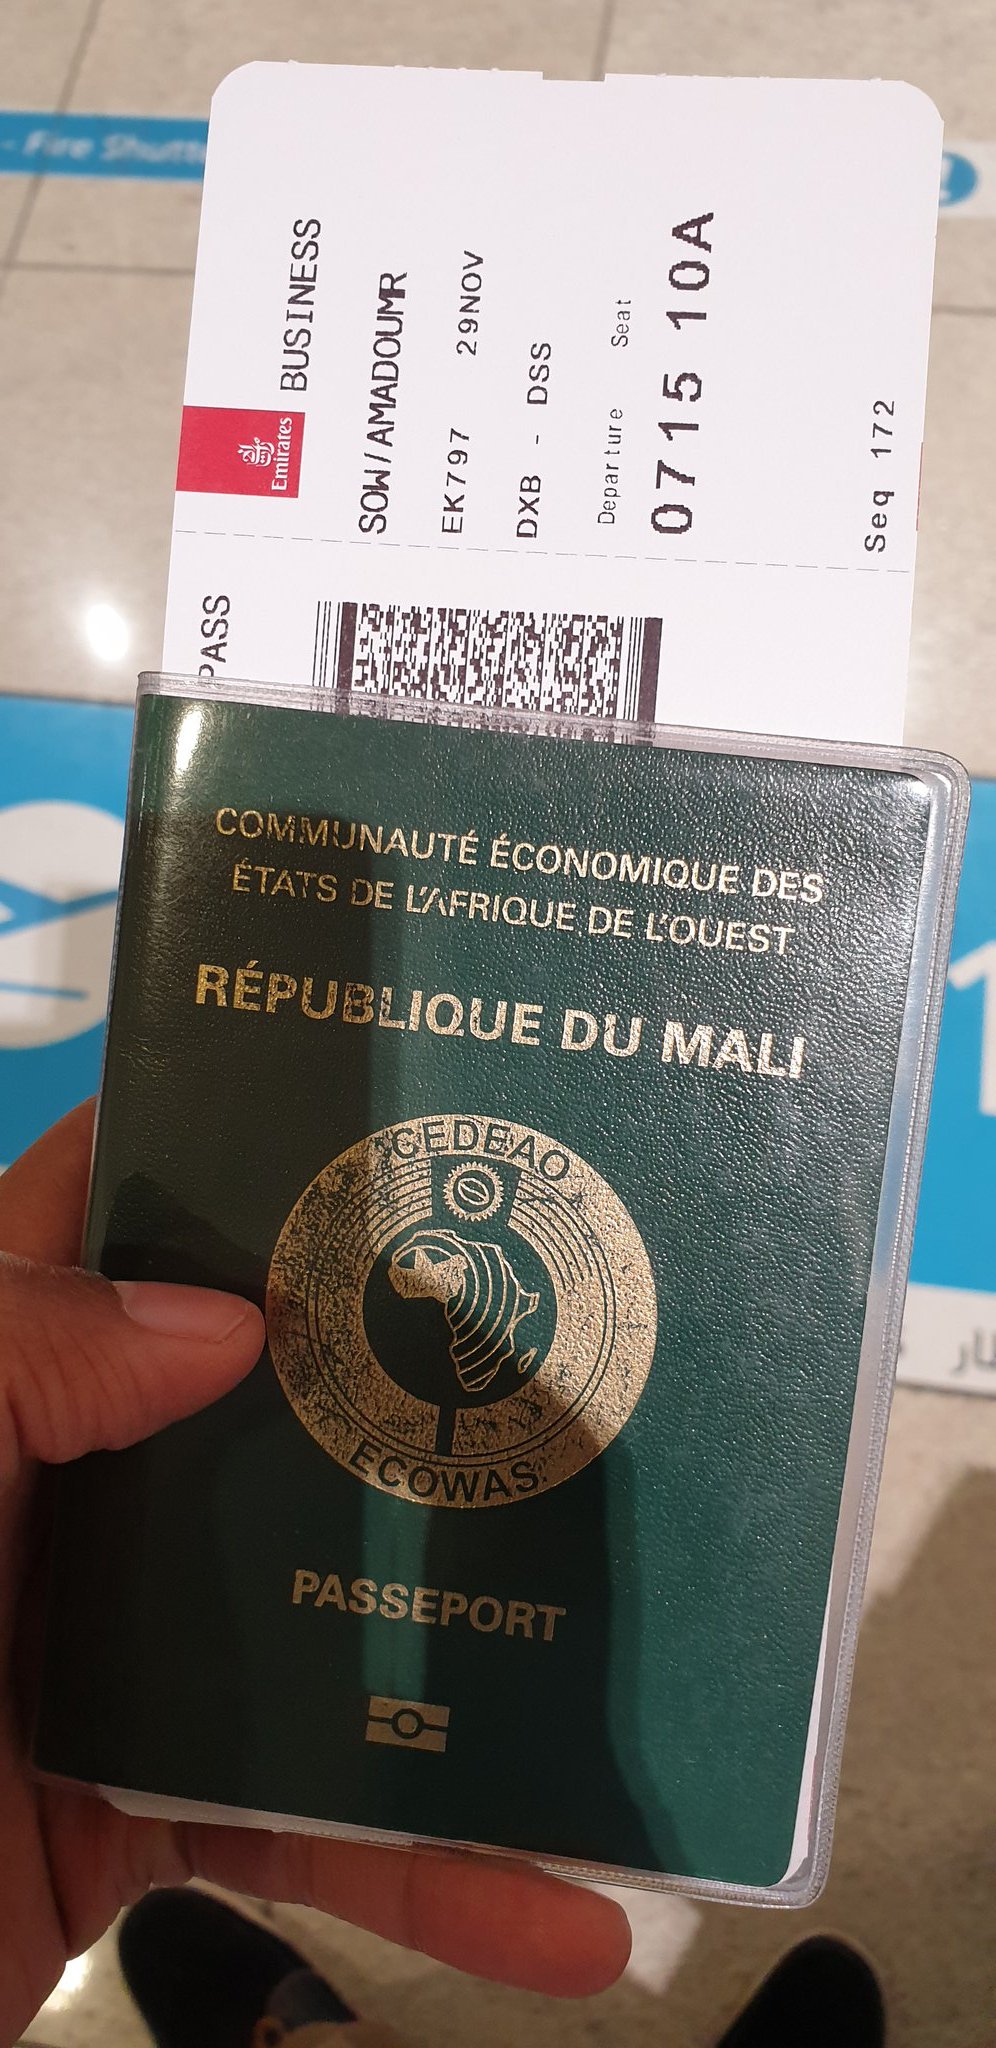 - Fire Shutt
Emirates
BUSINESS
SOW/AMADOUMR
EK797 29NOV
DXB - DSS
Departure Seat
0715 10A
Seq 172
PASS
COMMUNAUTÉ ÉCONOMIQUE DES
ÉTATS DE L'AFRIQUE DE L'OUEST
RÉPUBLIQUE DU MALI
CEDEAO
ECOWAS
PASSEPORT